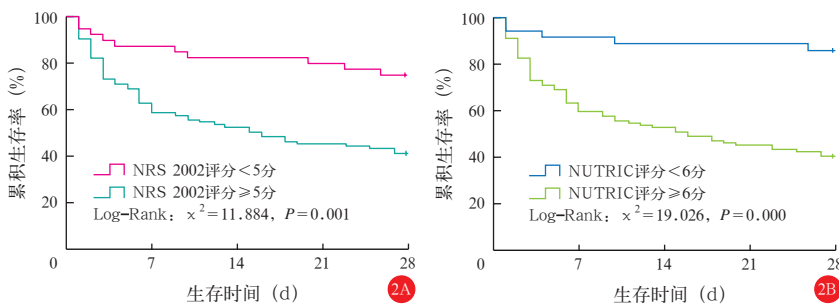 100
80
60
40
20
0
累积生存率（%）
NRS 2002评分＜5分
NRS 2002评分≥5分
Log-Rank：χ²=11.884，P=0.001
7
14
21
28
生存时间（d）
2A
100
80
60
40
20
0
累积生存率（%）
NUTRIC评分＜6分
NUTRIC评分≥6分
Log-Rank：χ²=19.026，P=0.000
7
14
21
28
生存时间（d）
2B